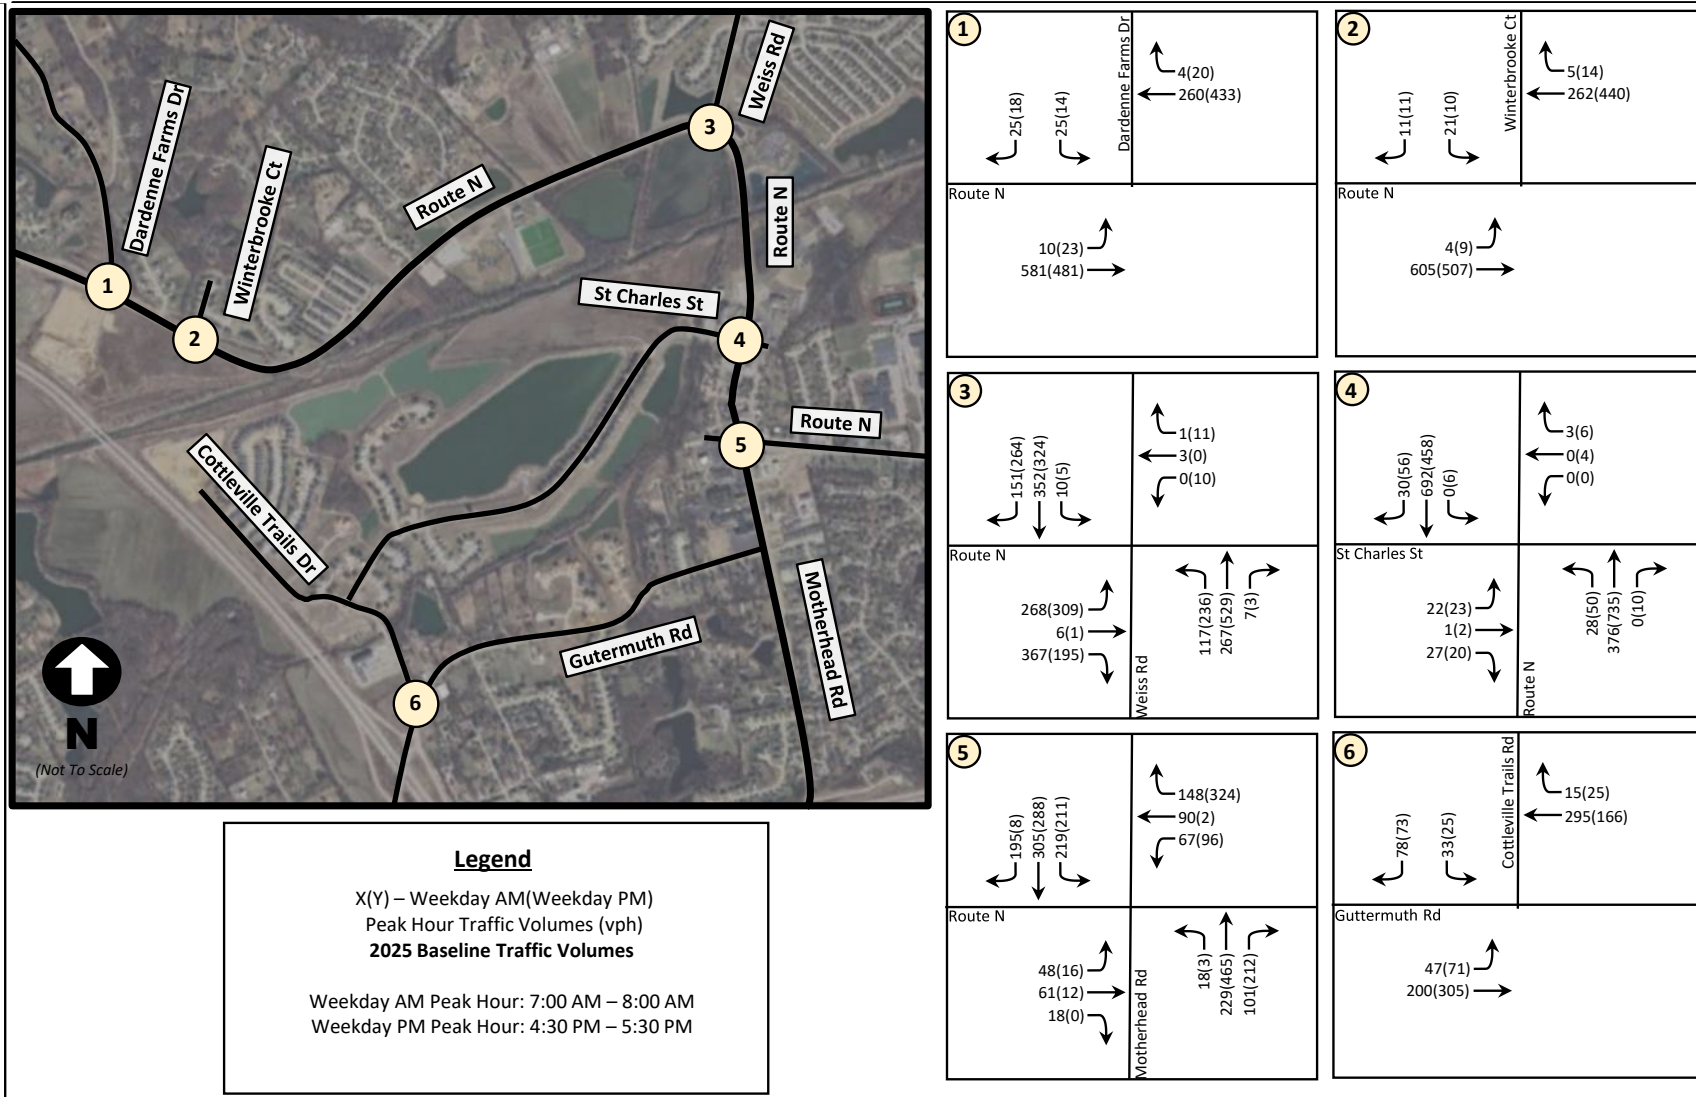 Weiss Rd
Dardenne Farms Dr
3
Winterbrooke Ct
Route N
Route N
1
St Charles St
2
4
Route N
5
Cottleville Trails Dr
Motherhead Rd
Gutermuth Rd
6
N
(Not To Scale)
Legend
X(Y) – Weekday AM(Weekday PM)
Peak Hour Traffic Volumes (vph)
2025 Baseline Traffic Volumes
Weekday AM Peak Hour: 7:00 AM – 8:00 AM
Weekday PM Peak Hour: 4:30 PM – 5:30 PM
1
Dardenne Farms Dr
4(20)
260(433)
25(18)
25(14)
Route N
10(23)
581(481)
2
Winterbrooke Ct
5(14)
262(440)
11(11)
21(10)
Route N
4(9)
605(507)
3
1(11)
3(0)
0(10)
151(264)
352(324)
10(5)
Route N
268(309)
6(1)
367(195)
117(236)
267(529)
7(3)
Weiss Rd
4
3(6)
0(4)
0(0)
30(56)
692(458)
0(6)
St Charles St
22(23)
1(2)
27(20)
28(50)
376(735)
0(10)
Route N
5
148(324)
90(2)
67(96)
195(8)
305(288)
219(211)
Route N
48(16)
61(12)
18(0)
18(3)
229(465)
101(212)
Motherhead Rd
6
Cottleville Trails Rd
15(25)
295(166)
78(73)
33(25)
Guttermuth Rd
47(71)
200(305)